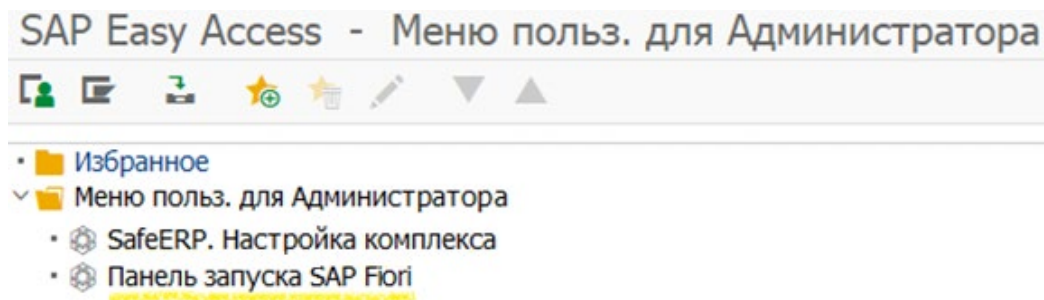 SAP Easy Access - Меню польз. для Администратора
Избранное
Меню польз. для Администратора
SafeERP. Настройка комплекса
Панель запуска SAP Fiori